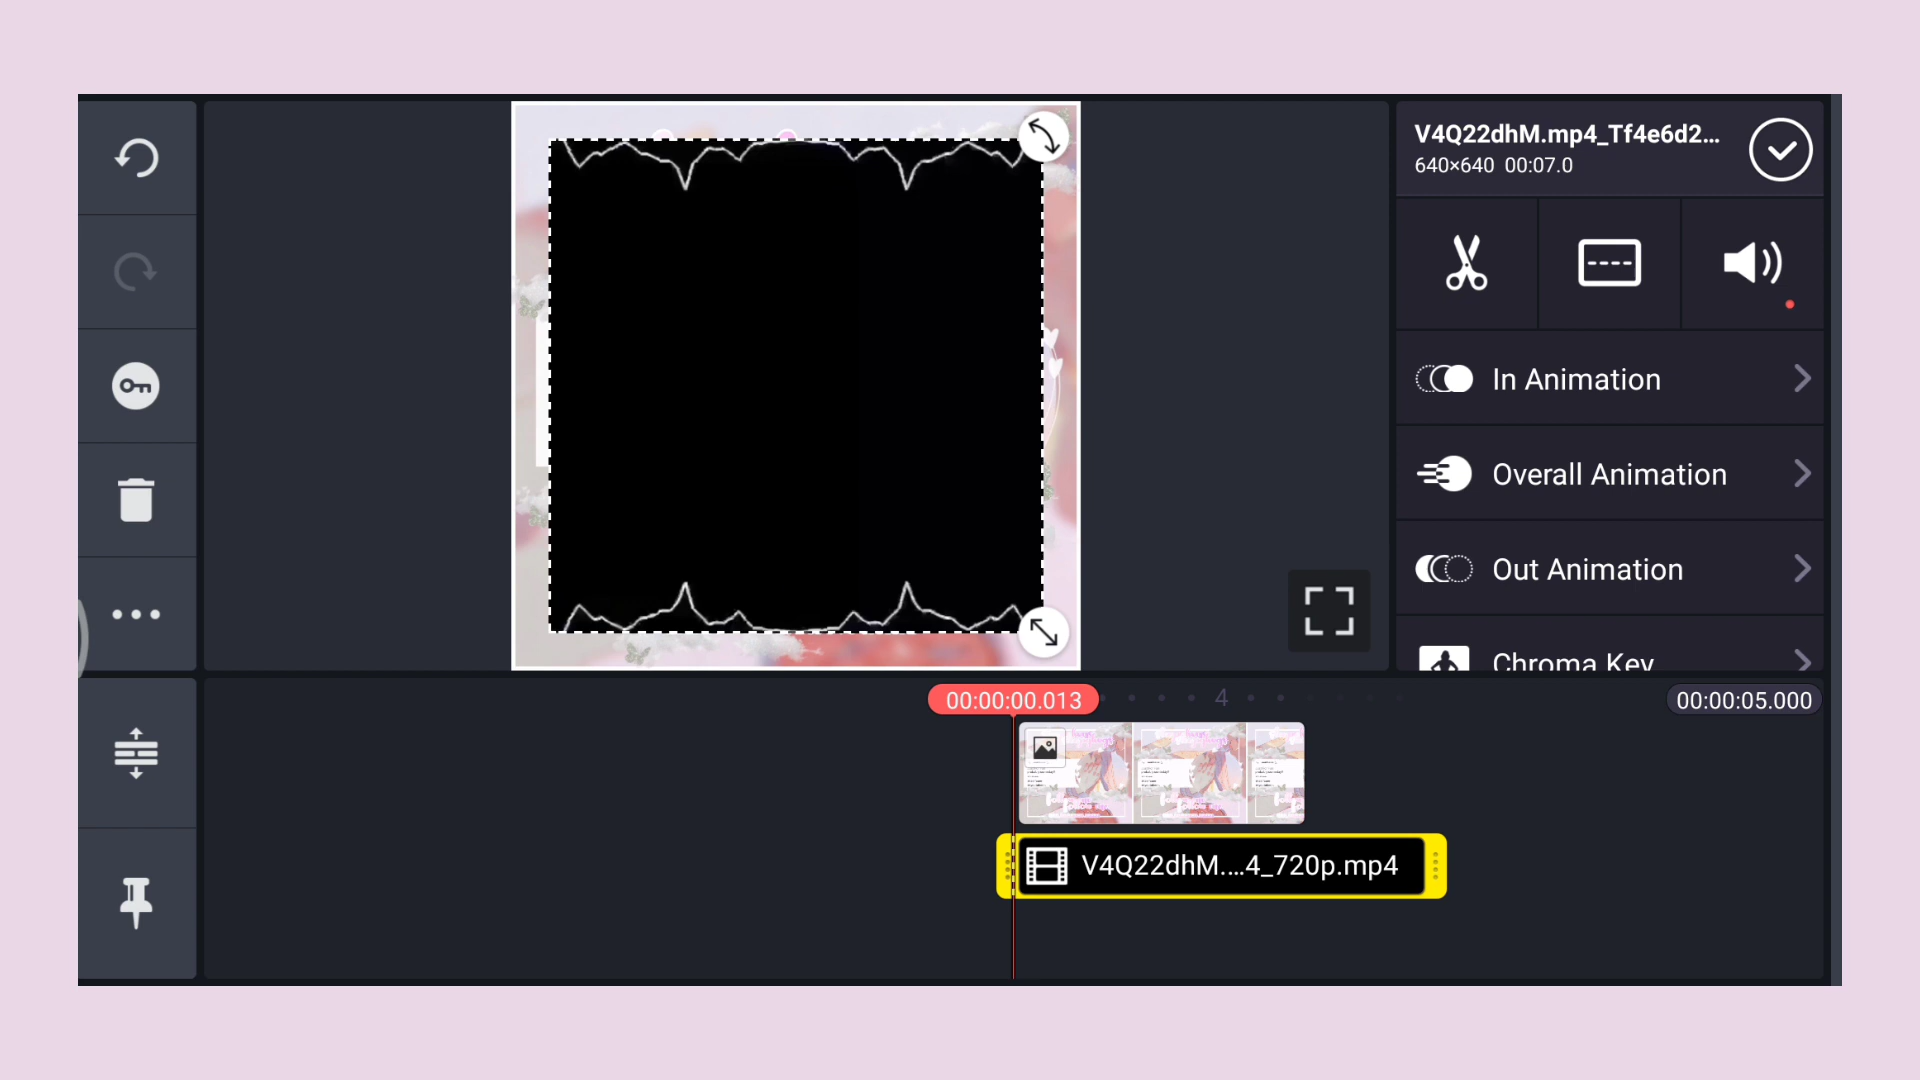 V4Q22dhM.mp4_Tf4e6d2...
640×640 00:07.0
In Animation
Overall Animation
Out Animation
Chroma Key
00:00:00.013
4
00:00:05.000
V4Q22dhM....4_720p.mp4